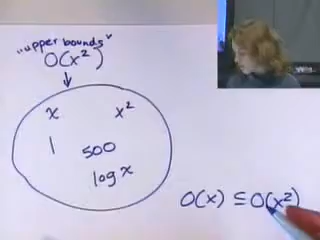 "upper bounds"
O(x²)
x x²
1 500
log x
O(x) ⊆ O(x²)